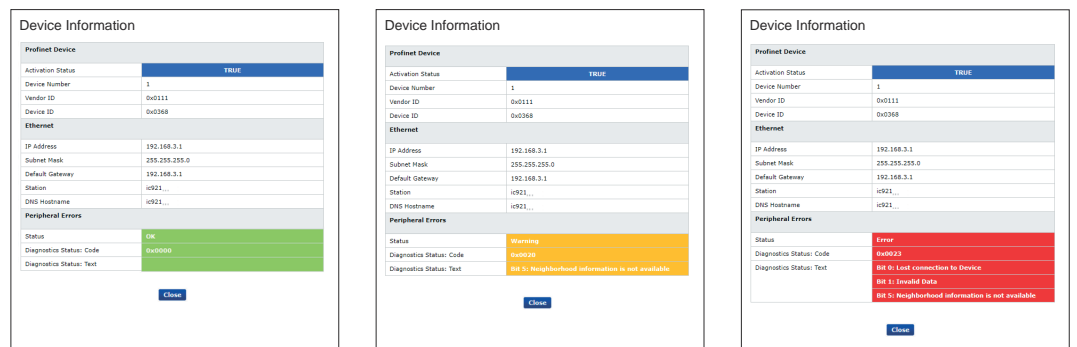 Device Information
Profinet Device
Activation Status TRUE
Device Number 1
Vendor ID 0x0111
Device ID 0x0368
Ethernet
IP Address 192.168.3.1
Subnet Mask 255.255.255.0
Default Gateway 192.168.3.1
Station ic921...
DNS Hostname ic921...
Peripheral Errors
Status OK
Diagnostics Status: Code 0x0000
Diagnostics Status: Text
Close
Device Information
Profinet Device
Activation Status TRUE
Device Number 1
Vendor ID 0x0111
Device ID 0x0368
Ethernet
IP Address 192.168.3.1
Subnet Mask 255.255.255.0
Default Gateway 192.168.3.1
Station ic921...
DNS Hostname ic921...
Peripheral Errors
Status Warning
Diagnostics Status: Code 0x0020
Diagnostics Status: Text Bit 5: Neighborhood information is not available
Close
Device Information
Profinet Device
Activation Status TRUE
Device Number 1
Vendor ID 0x0111
Device ID 0x0368
Ethernet
IP Address 192.168.3.1
Subnet Mask 255.255.255.0
Default Gateway 192.168.3.1
Station ic921...
DNS Hostname ic921...
Peripheral Errors
Status Error
Diagnostics Status: Code 0x0023
Diagnostics Status: Text Bit 0: Lost connection to Device
Bit 1: Invalid Data
Bit 5: Neighborhood information is not available
Close